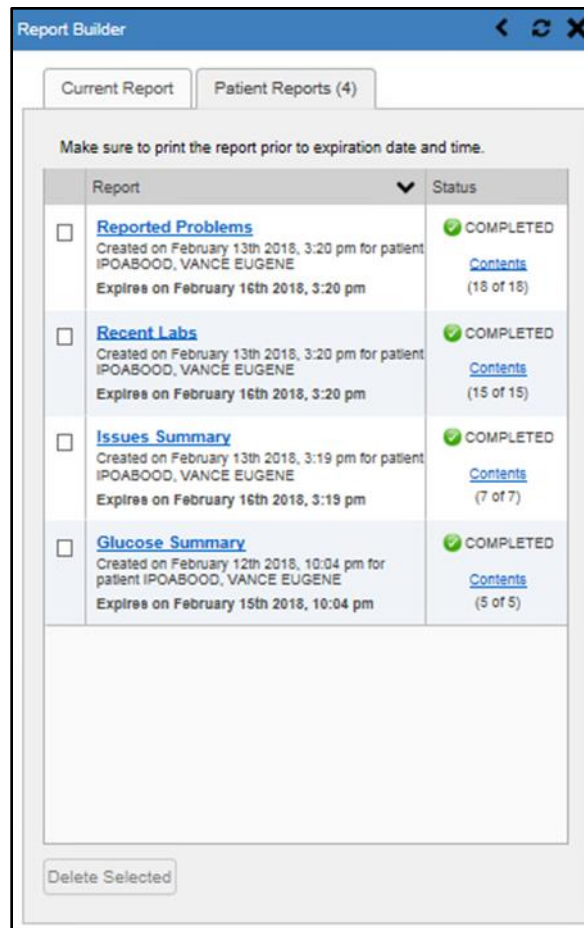 Report Builder
Current Report
Patient Reports (4)
Make sure to print the report prior to expiration date and time.
Report
Status
Reported Problems
Created on February 13th 2018, 3:20 pm for patient
IPOABOOD, VANCE EUGENE
Expires on February 16th 2018, 3:20 pm
COMPLETED
Contents
(18 of 18)
Recent Labs
Created on February 13th 2018, 3:20 pm for patient
IPOABOOD, VANCE EUGENE
Expires on February 16th 2018, 3:20 pm
COMPLETED
Contents
(15 of 15)
Issues Summary
Created on February 13th 2018, 3:19 pm for patient
IPOABOOD, VANCE EUGENE
Expires on February 16th 2018, 3:19 pm
COMPLETED
Contents
(7 of 7)
Glucose Summary
Created on February 12th 2018, 10:04 pm for
patient IPOABOOD, VANCE EUGENE
Expires on February 15th 2018, 10:04 pm
COMPLETED
Contents
(5 of 5)
Delete Selected